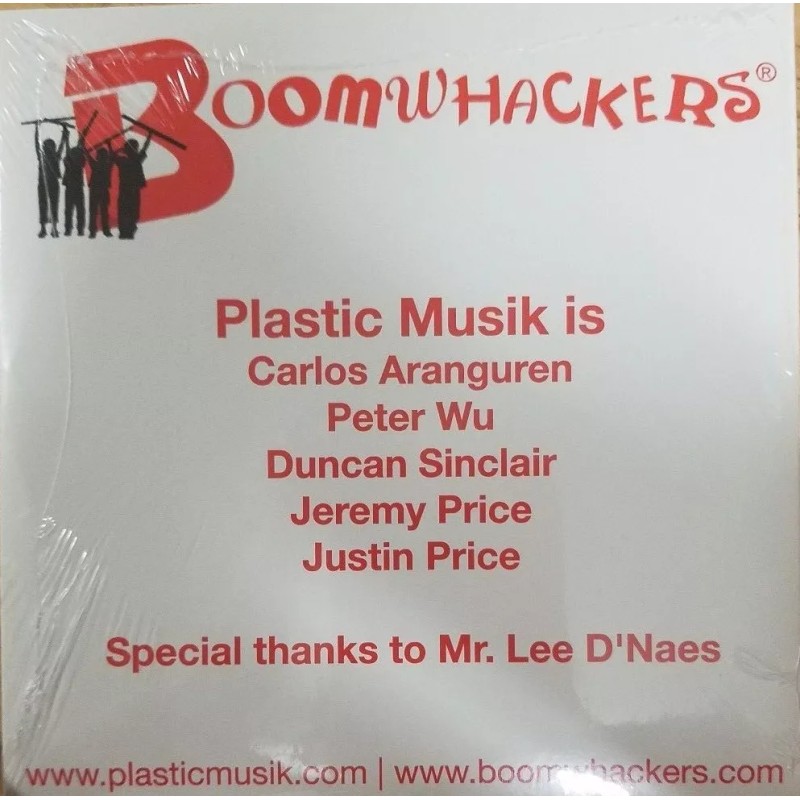 BOOMWHACKERS®
Plastic Musik is
Carlos Aranguren
Peter Wu
Duncan Sinclair
Jeremy Price
Justin Price
Special thanks to Mr. Lee D'Naes
www.plasticmusik.com | www.boomwhackers.com